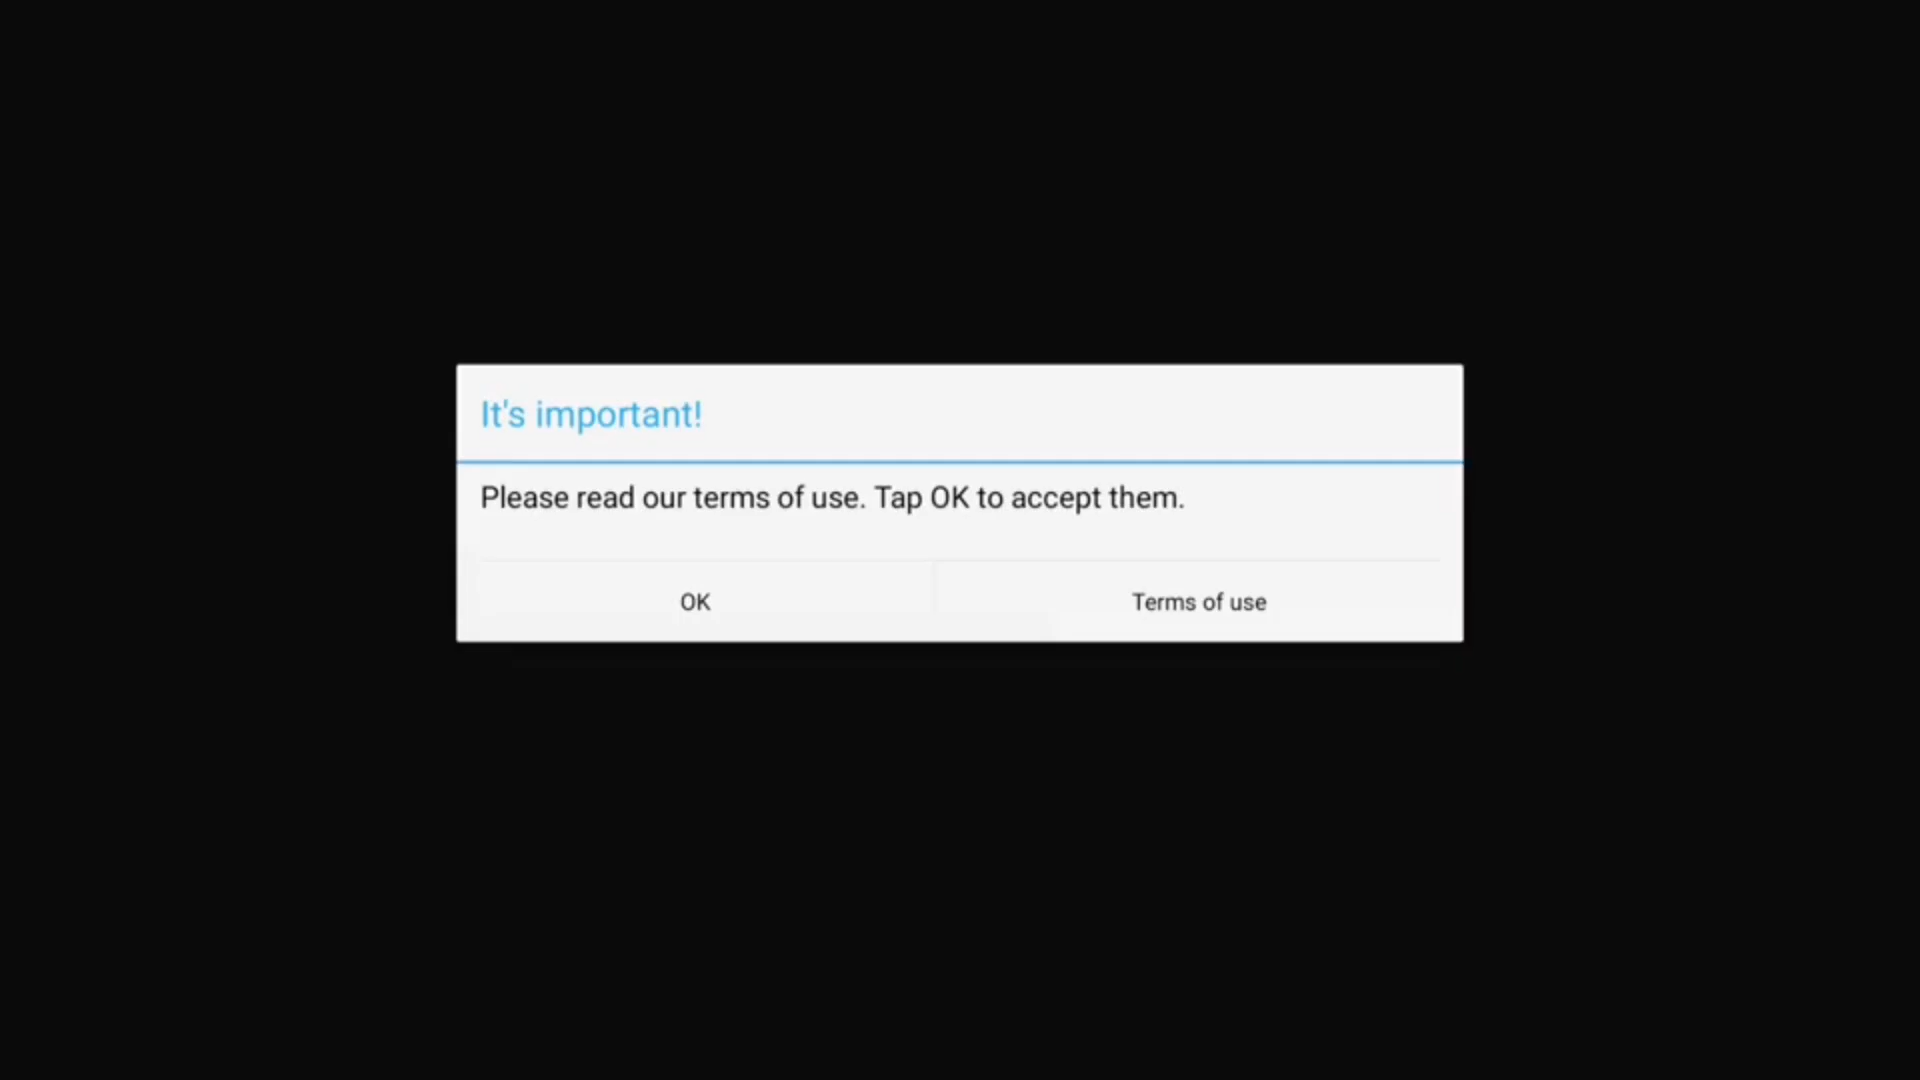 It's important!
Please read our terms of use. Tap OK to accept them.
OK
Terms of use